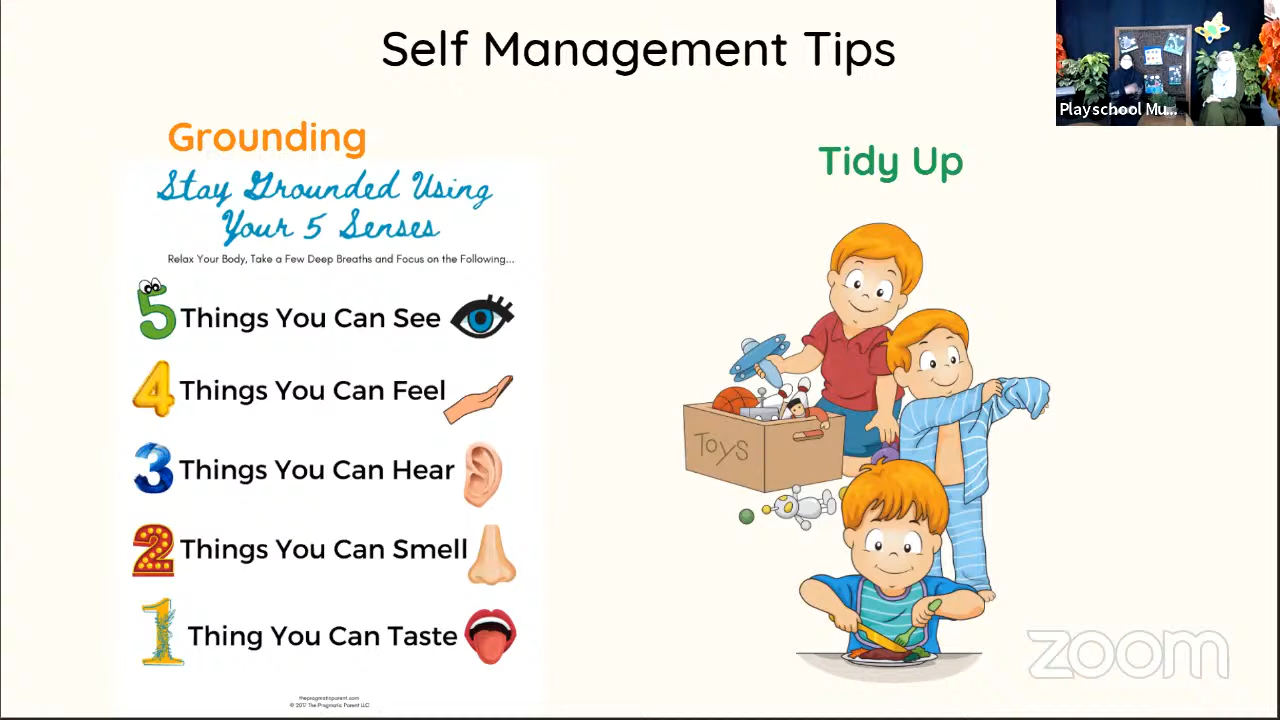 Self Management Tips
Playschool Mu...
Grounding
Tidy Up
Stay Grounded Using
Your 5 Senses
Relax Your Body, Take a Few Deep Breaths and Focus on the Following...
5 Things You Can See
4 Things You Can Feel
3 Things You Can Hear
2 Things You Can Smell
1 Thing You Can Taste
TOYS
thepragmaticparent.com
© 2017 The Pragmatic Parent LLC
zoom